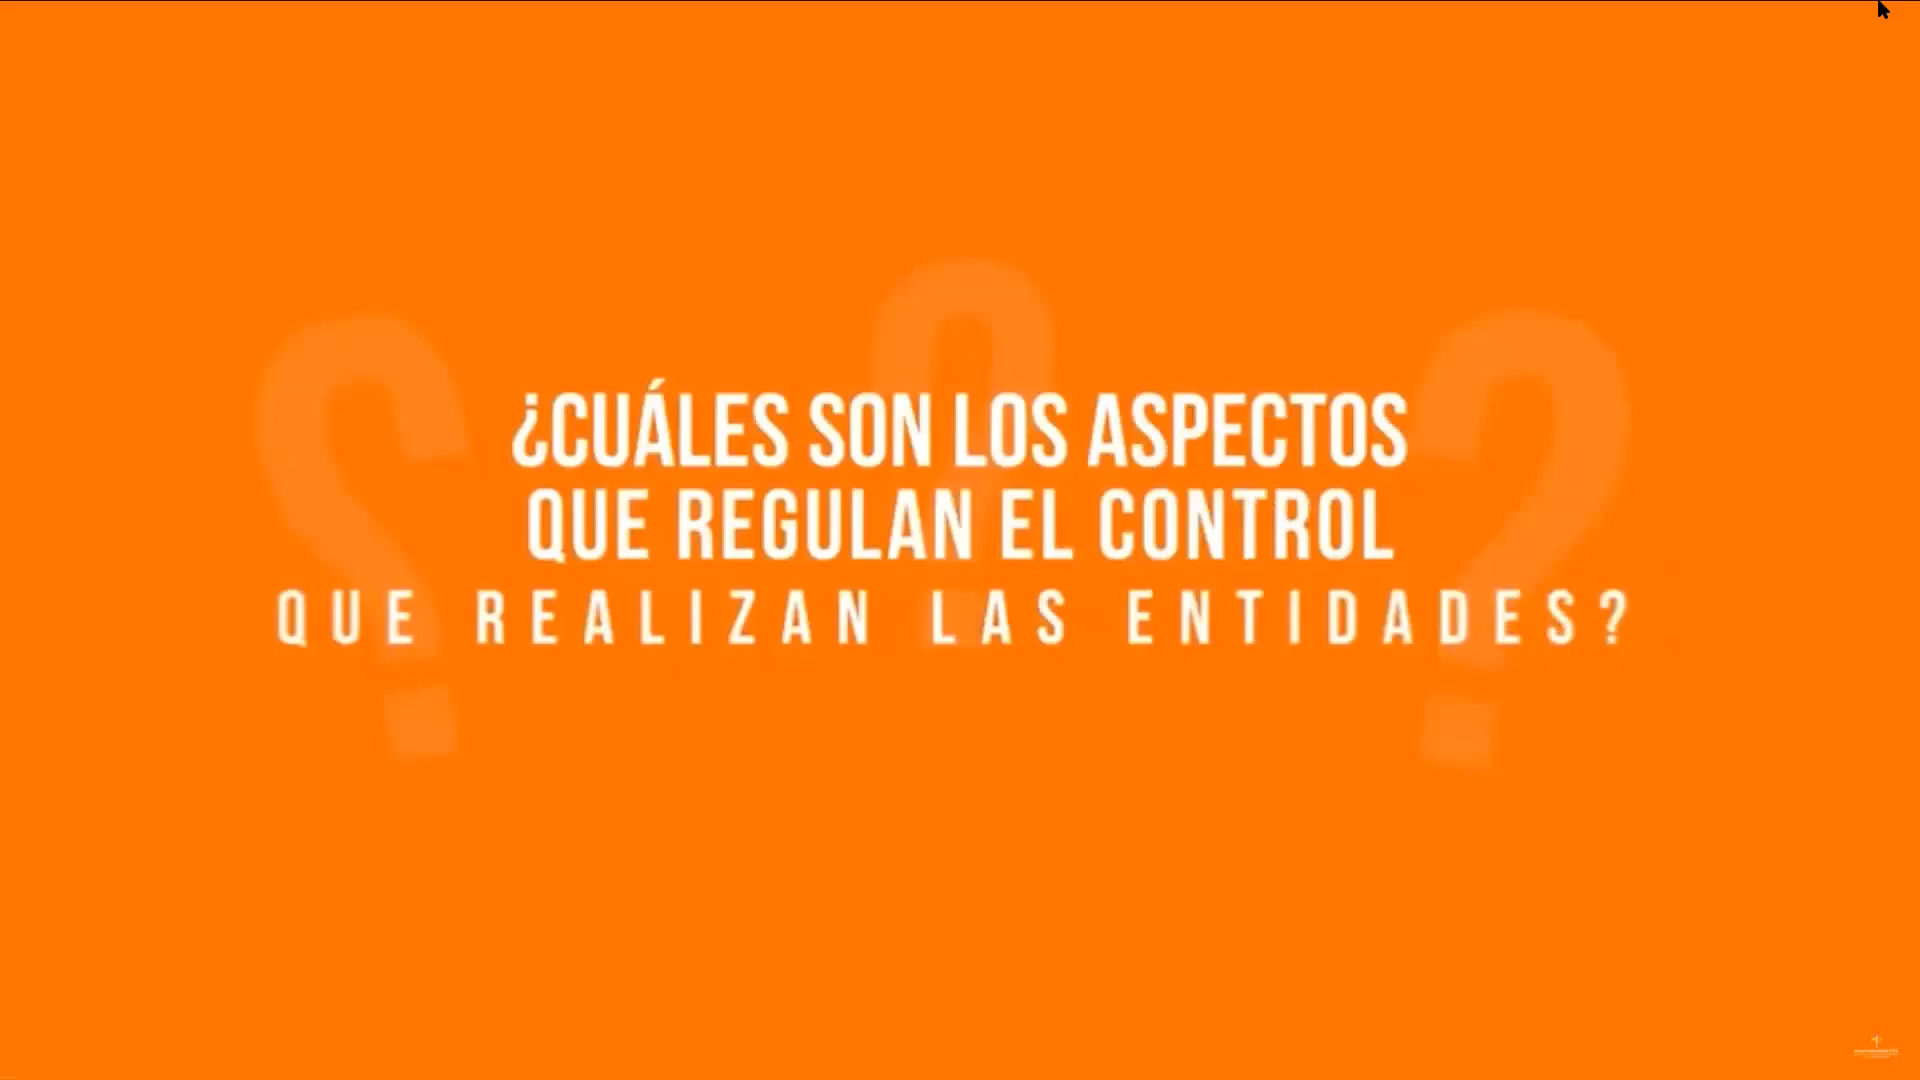 ¿CUÁLES SON LOS ASPECTOS
QUE REGULAN EL CONTROL
QUE REALIZAN LAS ENTIDADES?